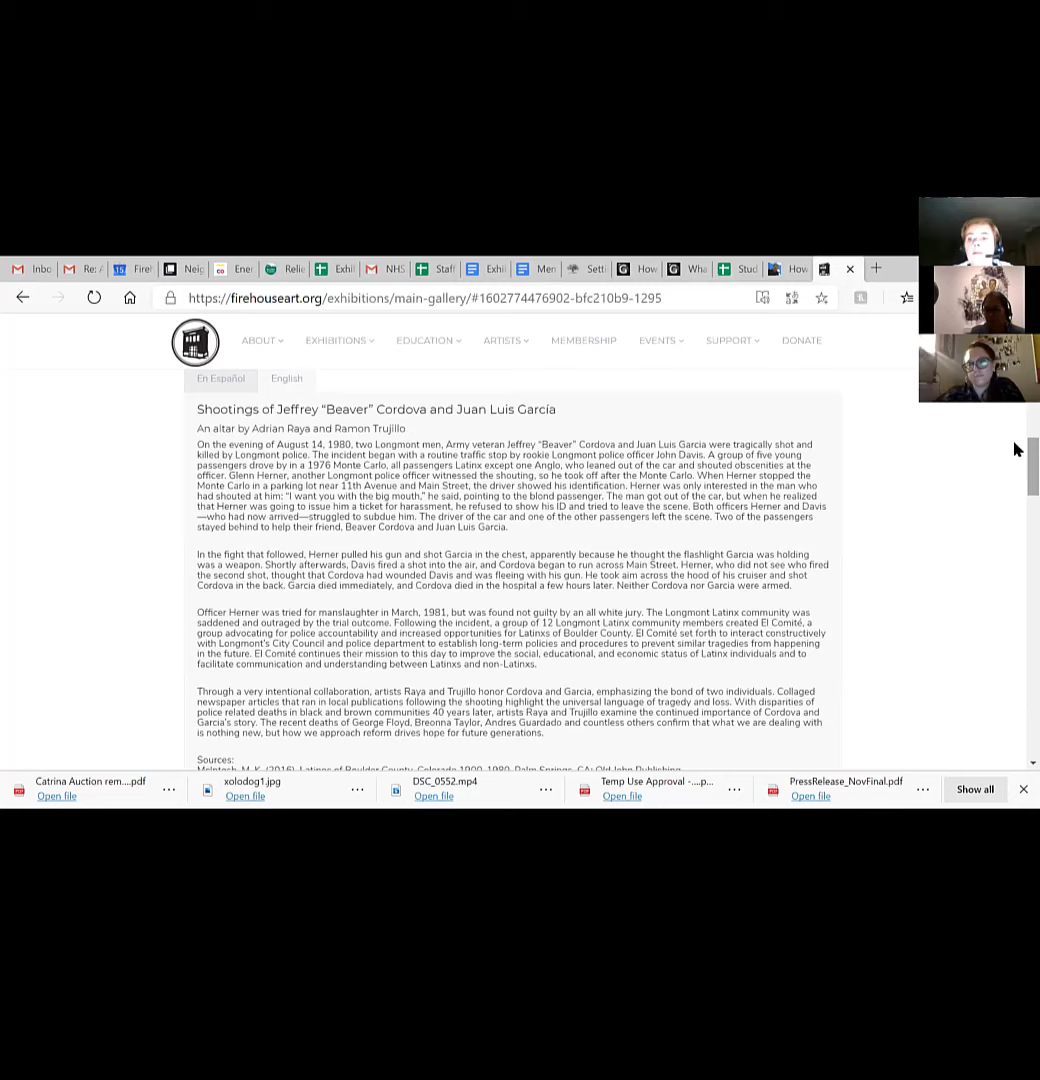 Inbo
Re: /
15
Firel
Neig
co
Ene
Relie
Exhil
NHS
Staff
Exhil
Men
Setti
G
How
G
Wha
Stud
How
https://firehouseart.org/exhibitions/main-gallery/#1602774476902-bfc210b9-1295
ABOUT
EXHIBITIONS
EDUCATION
ARTISTS
MEMBERSHIP
EVENTS
SUPPORT
DONATE
En Español
English
Shootings of Jeffrey “Beaver” Cordova and Juan Luis García
An altar by Adrian Raya and Ramon Trujillo
On the evening of August 14, 1980, two Longmont men, Army veteran Jeffrey “Beaver” Cordova and Juan Luis Garcia were tragically shot and
killed by Longmont police. The incident began with a routine traffic stop by rookie Longmont police officer John Davis. A group of five young
passengers drove by in a 1976 Monte Carlo, all passengers Latinx except one Anglo, who leaned out of the car and shouted obscenities at the
officer. Glenn Herner, another Longmont police officer witnessed the shouting, so he took off after the Monte Carlo. When Herner stopped the
Monte Carlo in a parking lot near 11th Avenue and Main Street, the driver showed his identification. Herner was only interested in the man who
had shouted at him: “I want you with the big mouth,” he said, pointing to the blond passenger. The man got out of the car, but when he realized
that Herner was going to issue him a ticket for harassment, he refused to show his ID and tried to leave the scene. Both officers Herner and Davis
—who had now arrived—struggled to subdue him. The driver of the car and one of the other passengers left the scene. Two of the passengers
stayed behind to help their friend, Beaver Cordova and Juan Luis Garcia.
In the fight that followed, Herner pulled his gun and shot Garcia in the chest, apparently because he thought the flashlight Garcia was holding
was a weapon. Shortly afterwards, Davis fired a shot into the air, and Cordova began to run across Main Street. Herner, who did not see who fired
the second shot, thought that Cordova had wounded Davis and was fleeing with his gun. He took aim across the hood of his cruiser and shot
Cordova in the back. Garcia died immediately, and Cordova died in the hospital a few hours later. Neither Cordova nor Garcia were armed.
Officer Herner was tried for manslaughter in March, 1981, but was found not guilty by an all white jury. The Longmont Latinx community was
saddened and outraged by the trial outcome. Following the incident, a group of 12 Longmont Latinx community members created El Comité, a
group advocating for police accountability and increased opportunities for Latinxs of Boulder County. El Comité set forth to interact constructively
with Longmont's City Council and police department to establish long-term policies and procedures to prevent similar tragedies from happening
in the future. El Comité continues their mission to this day to improve the social, educational, and economic status of Latinx individuals and to
facilitate communication and understanding between Latinxs and non-Latinxs.
Through a very intentional collaboration, artists Raya and Trujillo honor Cordova and Garcia, emphasizing the bond of two individuals. Collaged
newspaper articles that ran in local publications following the shooting highlight the universal language of tragedy and loss. With disparities of
police related deaths in black and brown communities 40 years later, artists Raya and Trujillo examine the continued importance of Cordova and
Garcia's story. The recent deaths of George Floyd, Breonna Taylor, Andres Guardado and countless others confirm that what we are dealing with
is nothing new, but how we approach reform drives hope for future generations.
Sources:
McIntosh, M. K. (2016). Latinos of Boulder County, Colorado, 1900-1980. Palm Springs, CA: Old John Publishing.
Catrina Auction rem....pdf
Open file
xolodog1.jpg
Open file
DSC_0552.mp4
Open file
Temp Use Approval -....p...
Open file
PressRelease_NovFinal.pdf
Open file
Show all